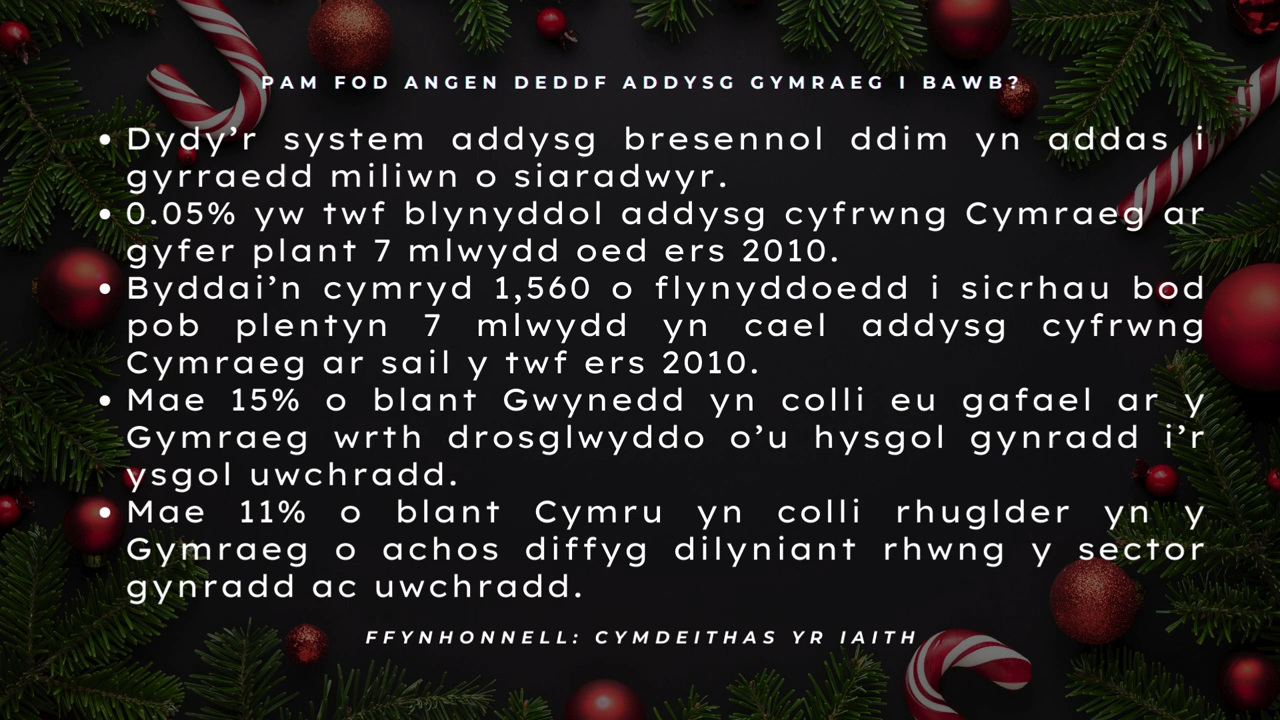 PAM FOD ANGEN DEDDF ADDYSG GYMRAEG I BAWB?
• Dydy’r system addysg bresennol ddim yn addas i
gyrraedd miliwn o siaradwyr.
• 0.05% yw twf blynyddol addysg cyfrwng Cymraeg ar
gyfer plant 7 mlwydd oed ers 2010.
• Byddai’n cymryd 1,560 o flynyddoedd i sicrhau bod
pob plentyn 7 mlwydd yn cael addysg cyfrwng
Cymraeg ar sail y twf ers 2010.
• Mae 15% o blant Gwynedd yn colli eu gafael ar y
Gymraeg wrth drosglwyddo o’u hysgol gynradd i’r
ysgol uwchradd.
• Mae 11% o blant Cymru yn colli rhuglder yn y
Gymraeg o achos diffyg dilyniant rhwng y sector
gynradd ac uwchradd.
FFYNHONNELL: CYMDEITHAS YR IAITH